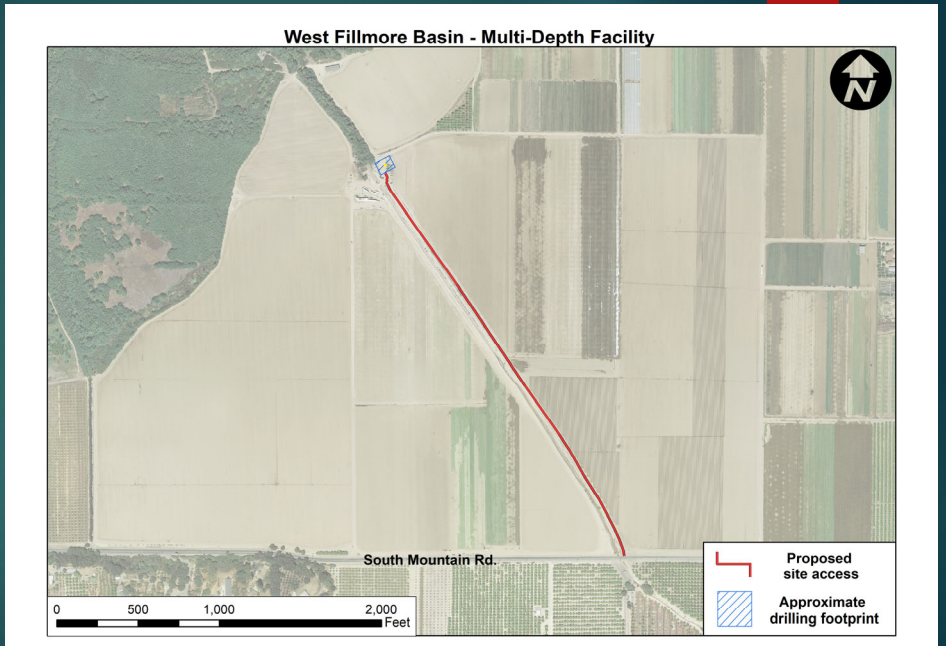 West Fillmore Basin - Multi-Depth Facility
N
South Mountain Rd.
Proposed
site access
Approximate
drilling footprint
0 500 1,000 2,000
Feet